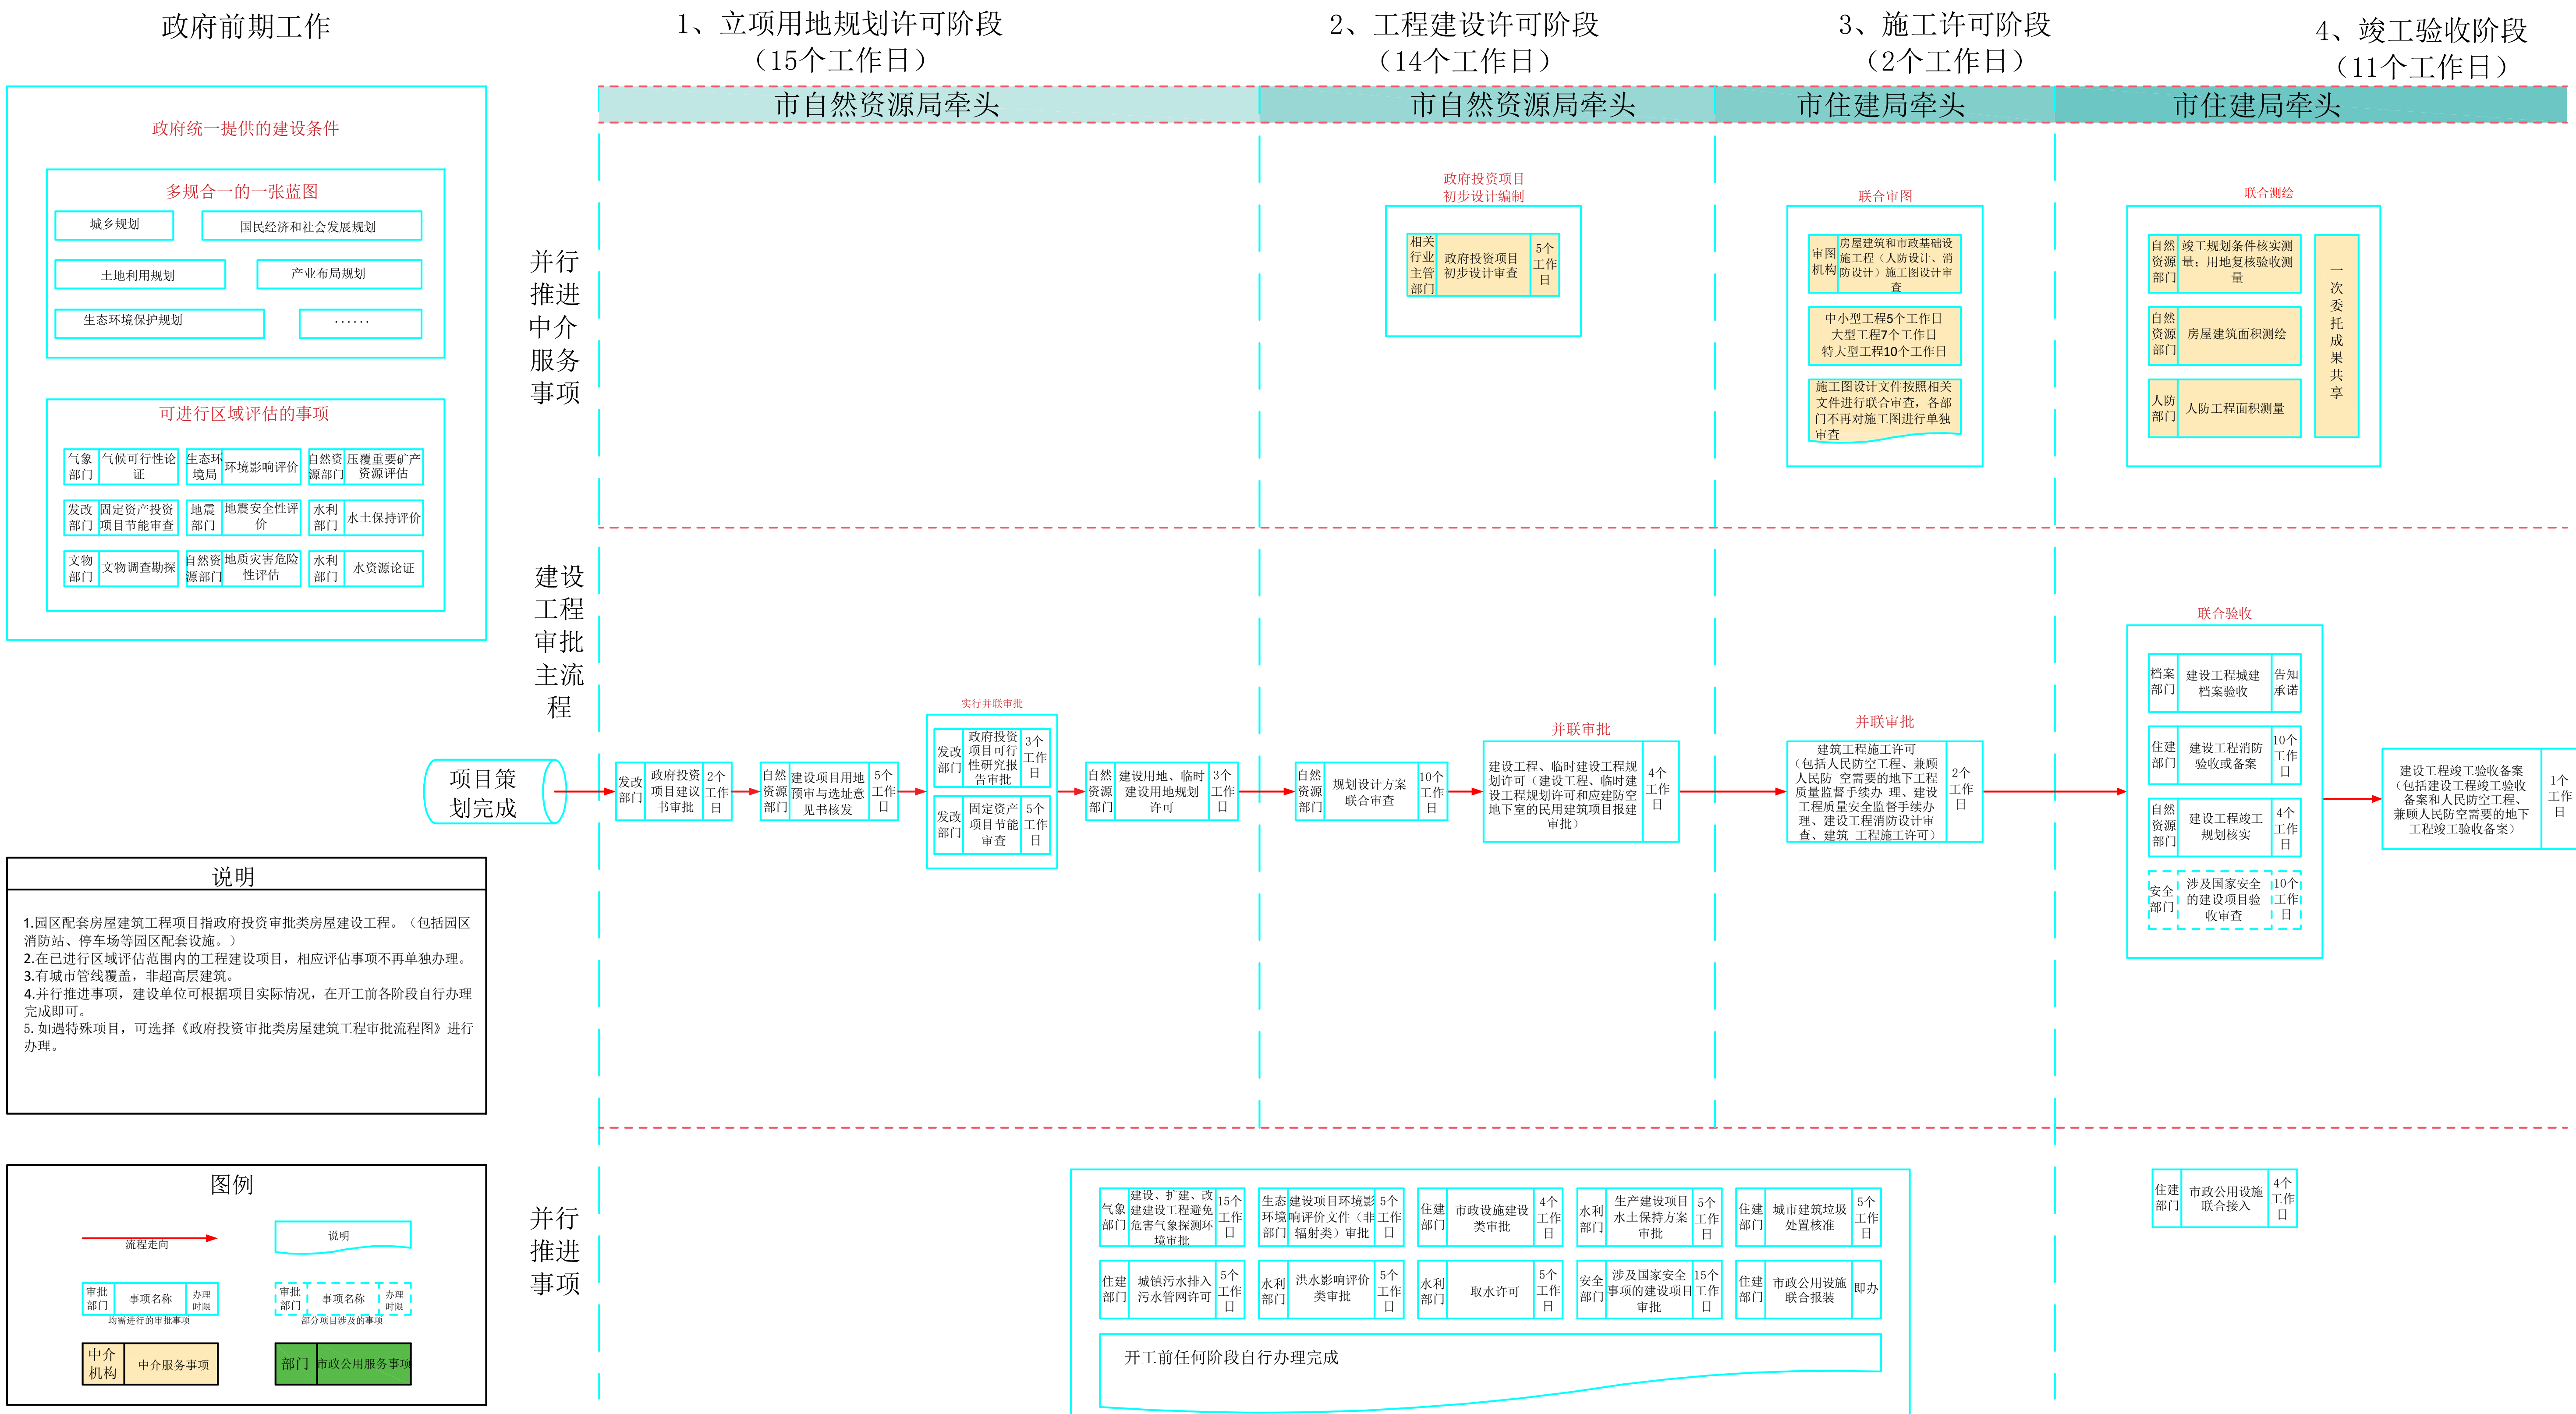 政府前期工作
1、立项用地规划许可阶段
（15个工作日）
2、工程建设许可阶段
（14个工作日）
3、施工许可阶段
（2个工作日）
4、竣工验收阶段
（11个工作日）
市自然资源局牵头
市自然资源局牵头
市住建局牵头
市住建局牵头
政府统一提供的建设条件
多规合一的一张蓝图
城乡规划
国民经济和社会发展规划
土地利用规划
产业布局规划
生态环境保护规划
······
可进行区域评估的事项
气象
部门
气候可行性论
证
生态环
境局
环境影响评价
自然资
源部门
压覆重要矿产
资源评估
发改
部门
固定资产投资
项目节能审查
地震
部门
地震安全性评
价
水利
部门
水土保持评价
文物
部门
文物调查勘探
自然资
源部门
地质灾害危险
性评估
水利
部门
水资源论证
并行
推进
中介
服务
事项
政府投资项目
初步设计编制
相关
行业
主管
部门
政府投资项目
初步设计审查
5个
工作
日
联合审图
审图
机构
房屋建筑和市政基础设
施工程（人防设计、消
防设计）施工图设计审
查
中小型工程5个工作日
大型工程7个工作日
特大型工程10个工作日
施工图设计文件按照相关
文件进行联合审查，各部
门不再对施工图进行单独
审查
联合测绘
自然
资源
部门
竣工规划条件核实测
量；用地复核验收测
量
自然
资源
部门
房屋建筑面积测绘
人防
部门
人防工程面积测量
一
次
委
托
成
果
共
享
建设
工程
审批
主流
程
项目策
划完成
发改
部门
政府投资
项目建议
书审批
2个
工作
日
自然
资源
部门
建设项目用地
预审与选址意
见书核发
5个
工作
日
实行并联审批
发改
部门
政府投资
项目可行
性研究报
告审批
3个
工作
日
发改
部门
固定资产
项目节能
审查
5个
工作
日
自然
资源
部门
建设用地、临时
建设用地规划
许可
3个
工作
日
自然
资源
部门
规划设计方案
联合审查
10个
工作
日
并联审批
建设工程、临时建设工程规
划许可（建设工程、临时建
设工程规划许可和应建防空
地下室的民用建筑项目报建
审批）
4个
工作
日
并联审批
建筑工程施工许可
（包括人民防空工程、兼顾
人民防 空需要的地下工程
质量监督手续办 理、建设
工程质量安全监督手续办
理、建设工程消防设计审
查、建筑 工程施工许可）
2个
工作
日
联合验收
档案
部门
建设工程城建
档案验收
告知
承诺
住建
部门
建设工程消防
验收或备案
10个
工作
日
自然
资源
部门
建设工程竣工
规划核实
4个
工作
日
安全
部门
涉及国家安全
的建设项目验
收审查
10个
工作
日
建设工程竣工验收备案
（包括建设工程竣工验收
备案和人民防空工程、
兼顾人民防空需要的地下
工程竣工验收备案）
1个
工作
日
说明
1.园区配套房屋建筑工程项目指政府投资审批类房屋建设工程。（包括园区
消防站、停车场等园区配套设施。）
2.在已进行区域评估范围内的工程建设项目，相应评估事项不再单独办理。
3.有城市管线覆盖，非超高层建筑。
4.并行推进事项，建设单位可根据项目实际情况，在开工前各阶段自行办理
完成即可。
5.如遇特殊项目，可选择《政府投资审批类房屋建筑工程审批流程图》进行
办理。
图例
流程走向
说明
审批
部门
事项名称
办理
时限
均需进行的审批事项
审批
部门
事项名称
办理
时限
部分项目涉及的事项
中介
机构
中介服务事项
部门
市政公用服务事项
并行
推进
事项
气象
部门
建设、扩建、改
建建设工程避免
危害气象探测环
境审批
15个
工作
日
生态
环境
部门
建设项目环境影
响评价文件（非
辐射类）审批
5个
工作
日
住建
部门
市政设施建设
类审批
4个
工作
日
水利
部门
生产建设项目
水土保持方案
审批
5个
工作
日
住建
部门
城市建筑垃圾
处置核准
5个
工作
日
住建
部门
城镇污水排入
污水管网许可
5个
工作
日
水利
部门
洪水影响评价
类审批
5个
工作
日
水利
部门
取水许可
5个
工作
日
安全
部门
涉及国家安全
事项的建设项目
审批
15个
工作
日
住建
部门
市政公用设施
联合报装
即办
开工前任何阶段自行办理完成
住建
部门
市政公用设施
联合接入
4个
工作
日